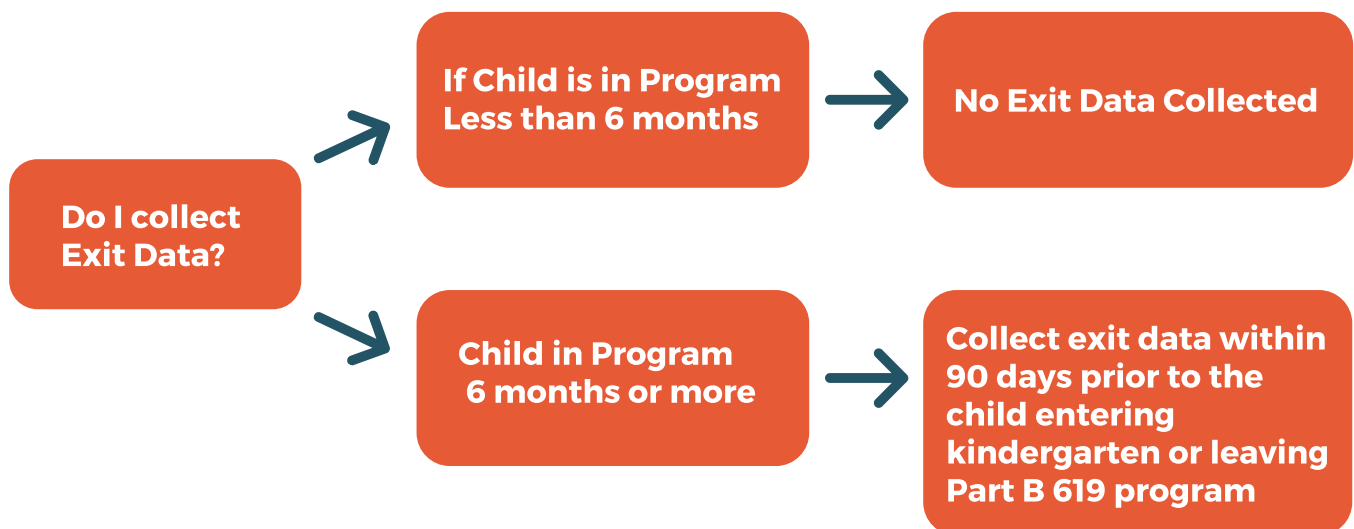 Do I collect
Exit Data?
If Child is in Program
Less than 6 months
No Exit Data Collected
Child in Program
6 months or more
Collect exit data within
90 days prior to the
child entering
kindergarten or leaving
Part B 619 program